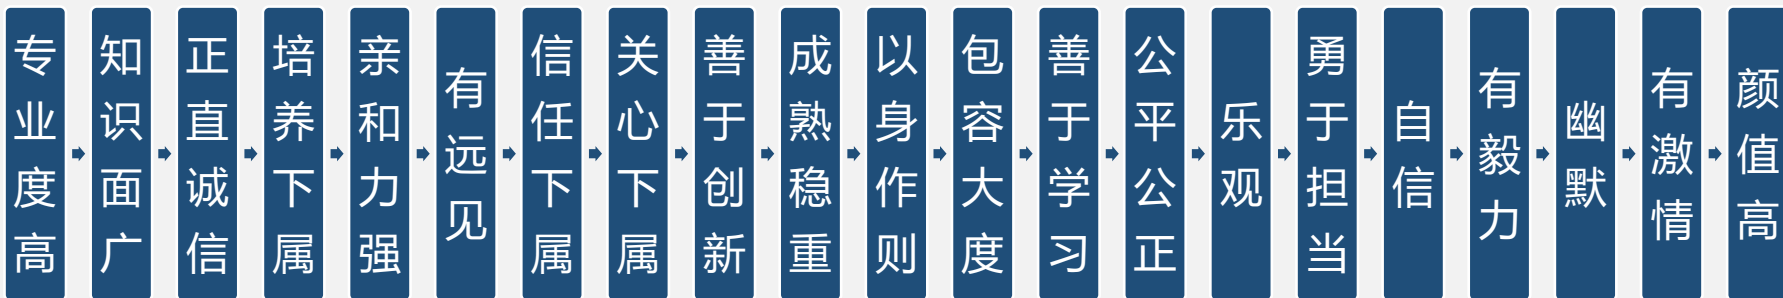 专业度高
知识面广
正直诚信
培养下属
亲和力强
有远见
信任下属
关心下属
善于创新
成熟稳重
以身作则
包容大度
善于学习
公平公正
乐观
勇于担当
自信
有毅力
幽默
有激情
颜值高